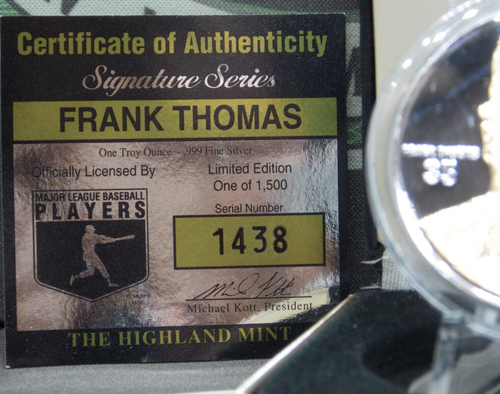 Certificate of Authenticity
Signature Series
FRANK THOMAS
One Troy Ounce - .999 Fine Silver
Officially Licensed By
Limited Edition
One of 1,500
MAJOR LEAGUE BASEBALL
PLAYERS
Serial Number
1438
Michael Kott, President
THE HIGHLAND MINT